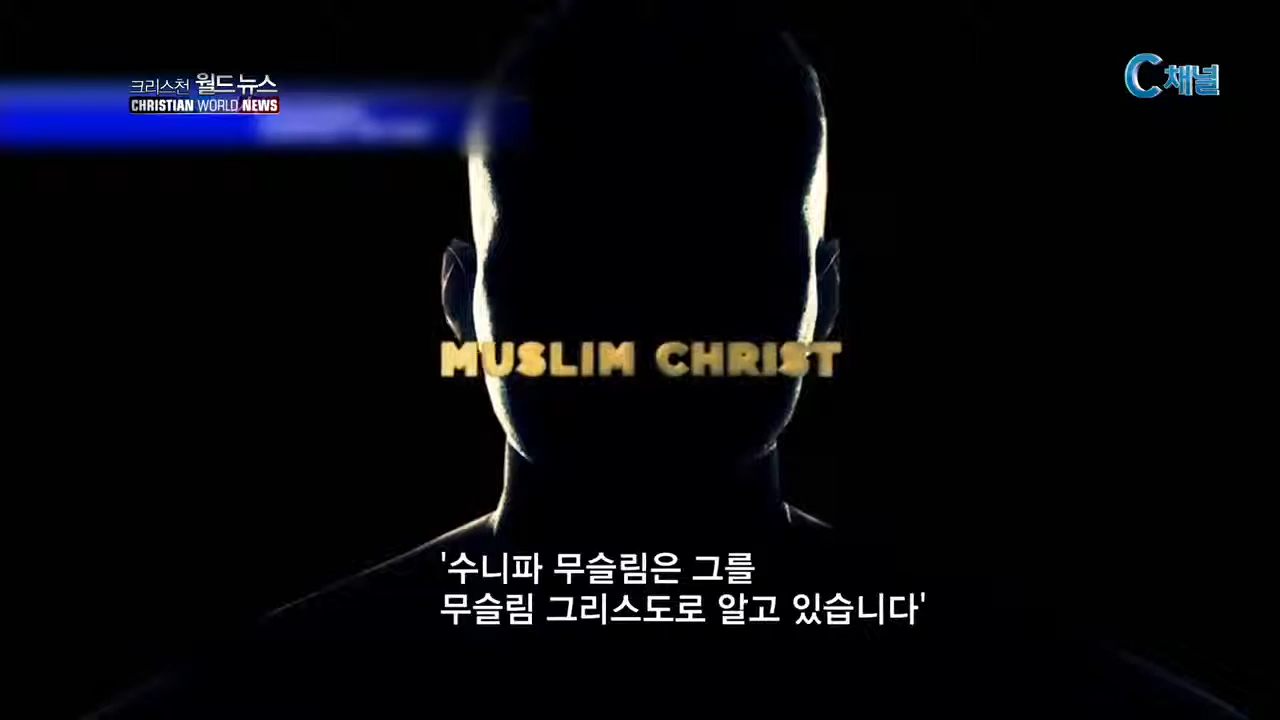 크리스천 월드뉴스
CHRISTIAN WORLD NEWS
C채널
MUSLIM CHRIST
'수니파 무슬림은 그를
무슬림 그리스도로 알고 있습니다'